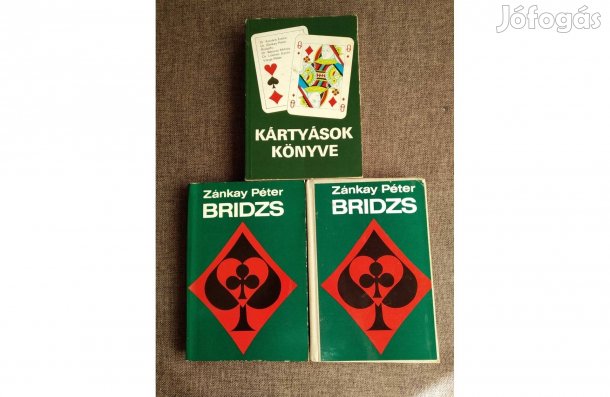 Jófogás
KÁRTYÁSOK
KÖNYVE
Zánkay Péter
BRIDZS
Zánkay Péter
BRIDZS